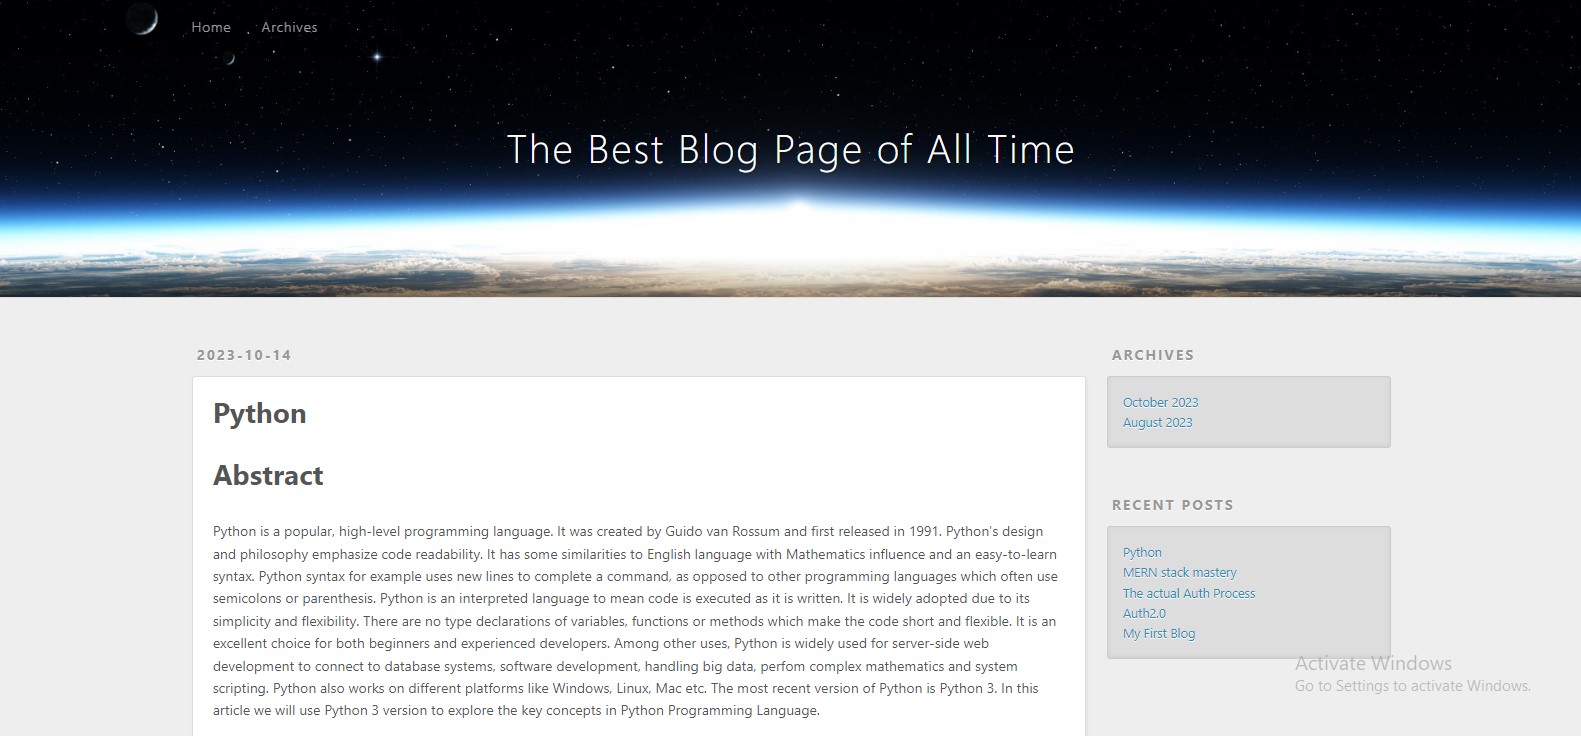 Home
Archives
The Best Blog Page of All Time
2023-10-14
Python
Abstract
Python is a popular, high-level programming language. It was created by Guido van Rossum and first released in 1991. Python's design
and philosophy emphasize code readability. It has some similarities to English language with Mathematics influence and an easy-to-learn
syntax. Python syntax for example uses new lines to complete a command, as opposed to other programming languages which often use
semicolons or parenthesis. Python is an interpreted language to mean code is executed as it is written. It is widely adopted due to its
simplicity and flexibility. There are no type declarations of variables, functions or methods which make the code short and flexible. It is an
excellent choice for both beginners and experienced developers. Among other uses, Python is widely used for server-side web
development to connect to database systems, software development, handling big data, perfom complex mathematics and system
scripting. Python also works on different platforms like Windows, Linux, Mac etc. The most recent version of Python is Python 3. In this
article we will use Python 3 version to explore the key concepts in Python Programming Language.
ARCHIVES
October 2023
August 2023
RECENT POSTS
Python
MERN stack mastery
The actual Auth Process
Auth2.0
My First Blog
Activate Windows
Go to Settings to activate Windows.